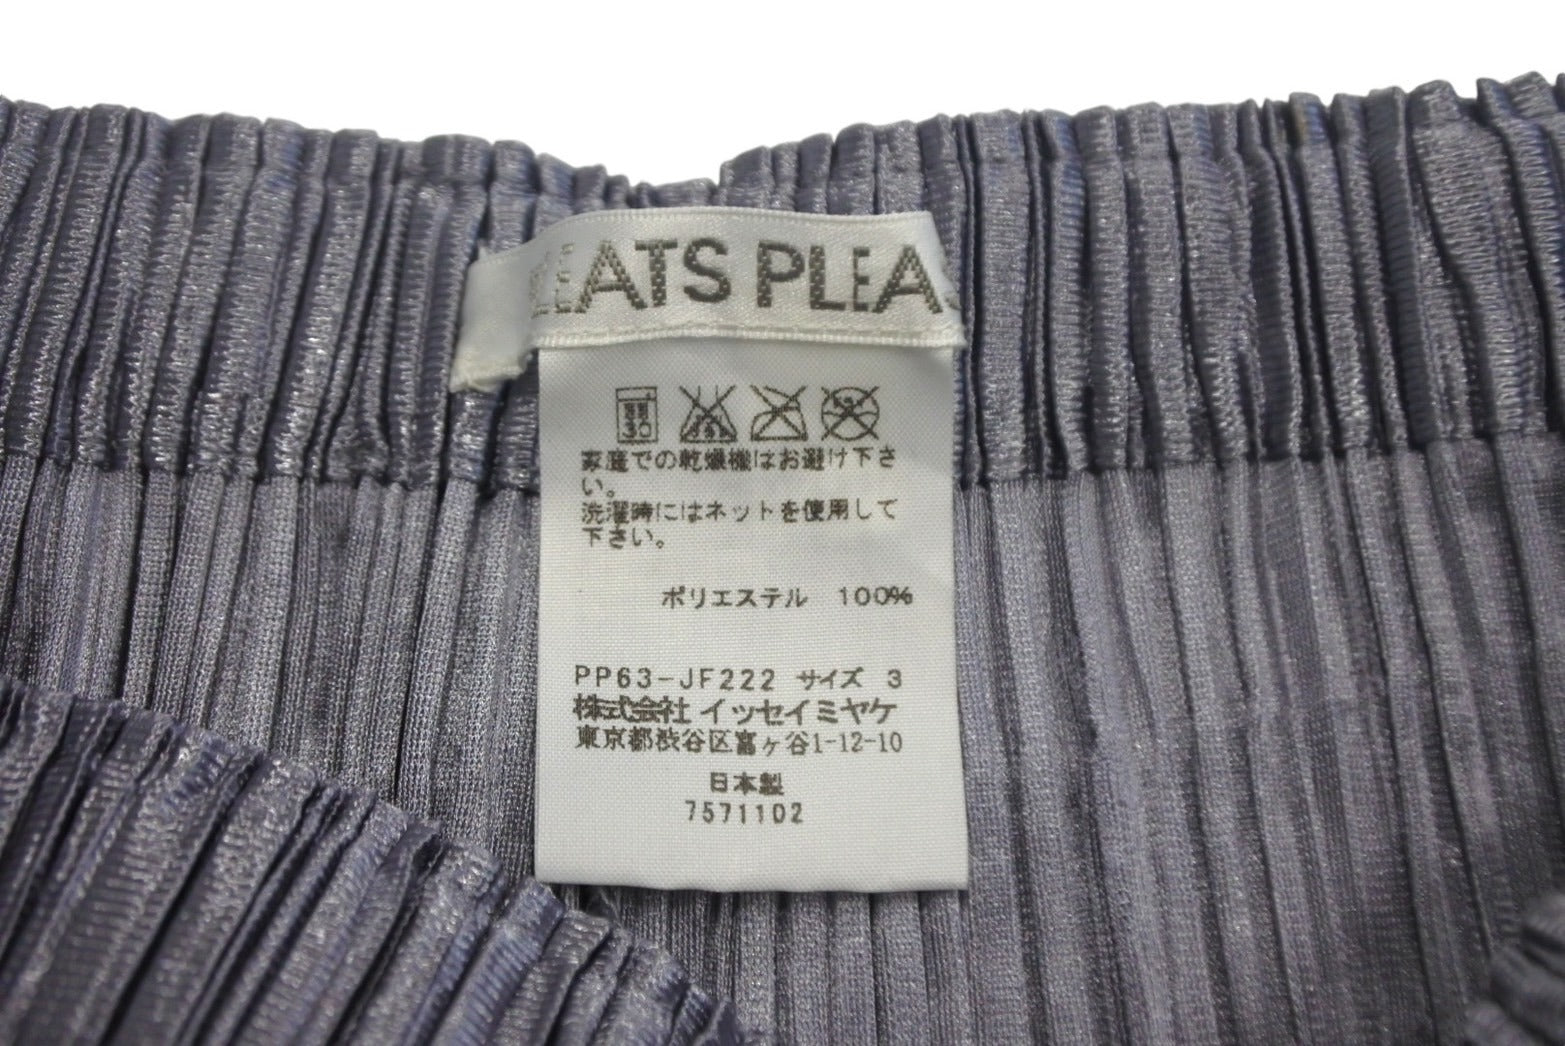 PLEATS PLEA
家庭での乾燥機はお避け下さ
い。
洗濯時にはネットを使用して
下さい。
ポリエステル 100%
PP63-JF222 サイズ 3
株式会社 イッセイミヤケ
東京都渋谷区富ヶ谷1-12-10
日本製
7571102